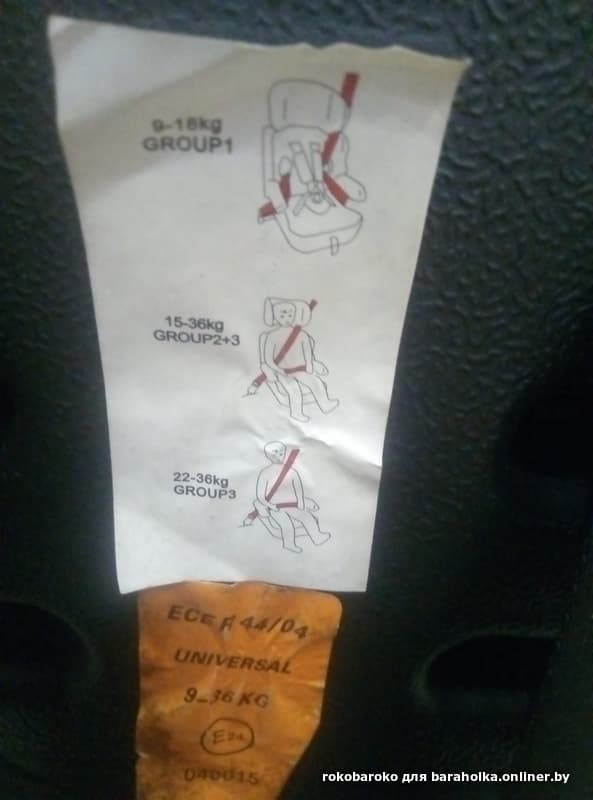 9-18kg
GROUP1
15-36kg
GROUP2+3
22-36kg
GROUP3
ECE R 44/04
UNIVERSAL
9-36 KG
E24
040015
rokobaroko для baraholka.onliner.by